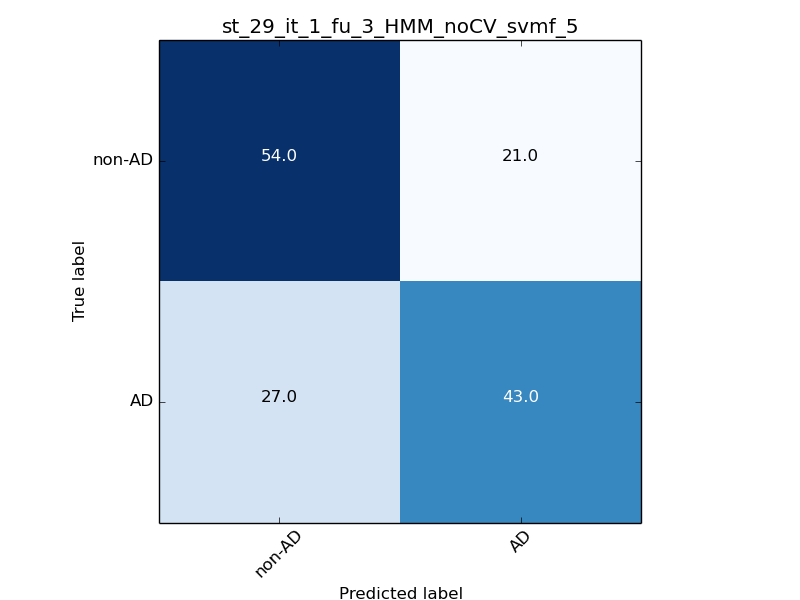 st_29_it_1_fu_3_HMM_noCV_svmf_5
non-AD
54.0
21.0
True label
AD
27.0
43.0
non-AD
AD
Predicted label